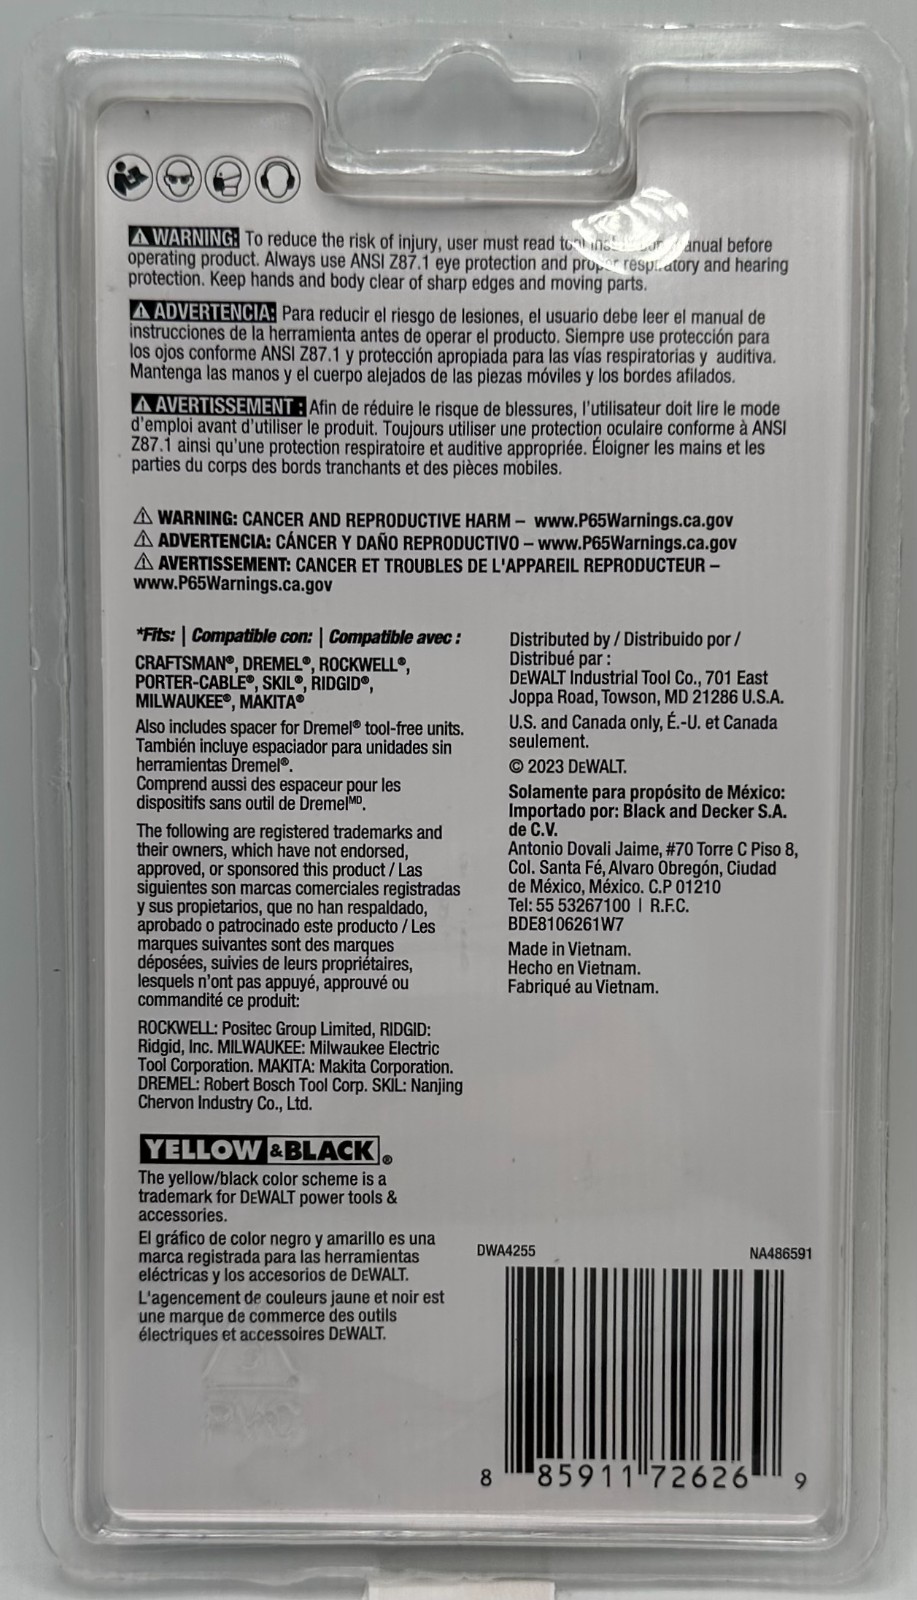 ⚠ WARNING: To reduce the risk of injury, user must read tool manual before
operating product. Always use ANSI Z87.1 eye protection and proper respiratory and hearing
protection. Keep hands and body clear of sharp edges and moving parts.
⚠ ADVERTENCIA: Para reducir el riesgo de lesiones, el usuario debe leer el manual de
instrucciones de la herramienta antes de operar el producto. Siempre use protección para
los ojos conforme ANSI Z87.1 y protección apropiada para las vías respiratorias y auditiva.
Mantenga las manos y el cuerpo alejados de las piezas móviles y los bordes afilados.
⚠ AVERTISSEMENT : Afin de réduire le risque de blessures, l'utilisateur doit lire le mode
d'emploi avant d'utiliser le produit. Toujours utiliser une protection oculaire conforme à ANSI
Z87.1 ainsi qu'une protection respiratoire et auditive appropriée. Éloigner les mains et les
parties du corps des bords tranchants et des pièces mobiles.
⚠ WARNING: CANCER AND REPRODUCTIVE HARM – www.P65Warnings.ca.gov
⚠ ADVERTENCIA: CÁNCER Y DAÑO REPRODUCTIVO – www.P65Warnings.ca.gov
⚠ AVERTISSEMENT: CANCER ET TROUBLES DE L'APPAREIL REPRODUCTEUR –
www.P65Warnings.ca.gov
*Fits: | Compatible con: | Compatible avec :
CRAFTSMAN®, DREMEL®, ROCKWELL®,
PORTER-CABLE®, SKIL®, RIDGID®,
MILWAUKEE®, MAKITA®
Also includes spacer for Dremel® tool-free units.
También incluye espaciador para unidades sin
herramientas Dremel®.
Comprend aussi des espaceur pour les
dispositifs sans outil de Dremelᴹᴰ.
The following are registered trademarks and
their owners, which have not endorsed,
approved, or sponsored this product / Las
siguientes son marcas comerciales registradas
y sus propietarios, que no han respaldado,
aprobado o patrocinado este producto / Les
marques suivantes sont des marques
déposées, suivies de leurs propriétaires,
lesquels n'ont pas appuyé, approuvé ou
commandité ce produit:
ROCKWELL: Positec Group Limited, RIDGID:
Ridgid, Inc. MILWAUKEE: Milwaukee Electric
Tool Corporation. MAKITA: Makita Corporation.
DREMEL: Robert Bosch Tool Corp. SKIL: Nanjing
Chervon Industry Co., Ltd.
YELLOW &BLACK®
The yellow/black color scheme is a
trademark for DEWALT power tools &
accessories.
El gráfico de color negro y amarillo es una
marca registrada para las herramientas
eléctricas y los accesorios de DEWALT.
L'agencement de couleurs jaune et noir est
une marque de commerce des outils
électriques et accessoires DEWALT.
Distributed by / Distribuido por /
Distribué par :
DEWALT Industrial Tool Co., 701 East
Joppa Road, Towson, MD 21286 U.S.A.
U.S. and Canada only, É.-U. et Canada
seulement.
© 2023 DEWALT.
Solamente para propósito de México:
Importado por: Black and Decker S.A.
de C.V.
Antonio Dovali Jaime, #70 Torre C Piso 8,
Col. Santa Fé, Alvaro Obregón, Ciudad
de México, México. C.P 01210
Tel: 55 53267100 | R.F.C.
BDE8106261W7
Made in Vietnam.
Hecho en Vietnam.
Fabriqué au Vietnam.
DWA4255 NA486591
8 85911 72626 9